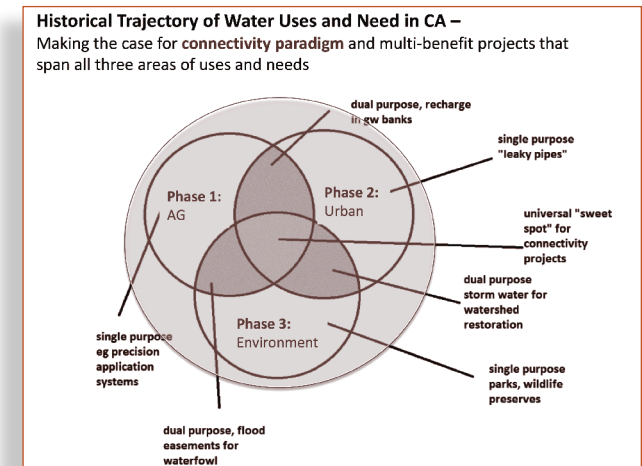 Historical Trajectory of Water Uses and Need in CA –
Making the case for connectivity paradigm and multi-benefit projects that
span all three areas of uses and needs
dual purpose, recharge
in gw banks
single purpose
"leaky pipes"
Phase 1:
AG
Phase 2:
Urban
universal "sweet
spot" for
connectivity
projects
dual purpose
storm water for
watershed
restoration
Phase 3:
Environment
single purpose
eg precision
application
systems
single purpose
parks, wildlife
preserves
dual purpose, flood
easements for
waterfowl